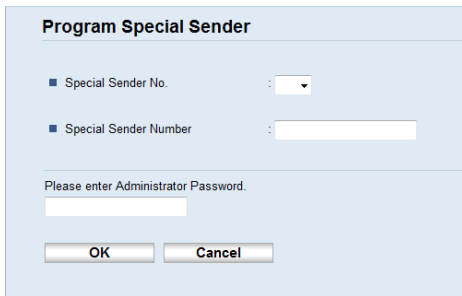 Program Special Sender
Special Sender No. :
Special Sender Number :
Please enter Administrator Password.
OK Cancel